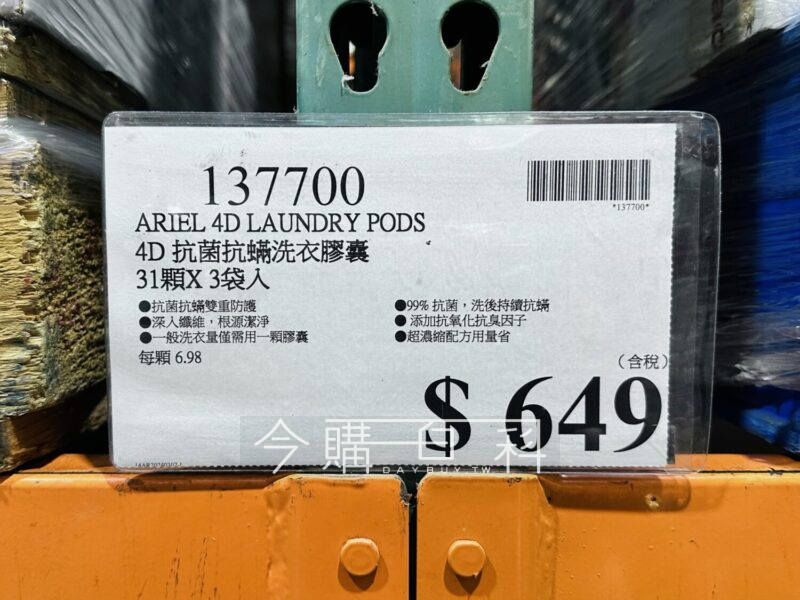 137700
*137700*
ARIEL 4D LAUNDRY PODS
4D 抗菌抗蟎洗衣膠囊
31顆X 3袋入
●抗菌抗蟎雙重防護
●深入纖維，根源潔淨
●一般洗衣量僅需用一顆膠囊
每顆 6.98
●99% 抗菌，洗後持續抗蟎
● 添加抗氧化抗臭因子
●超濃縮配方用量省
（含稅）
$ 649
今購百科
DAYBUY.TW